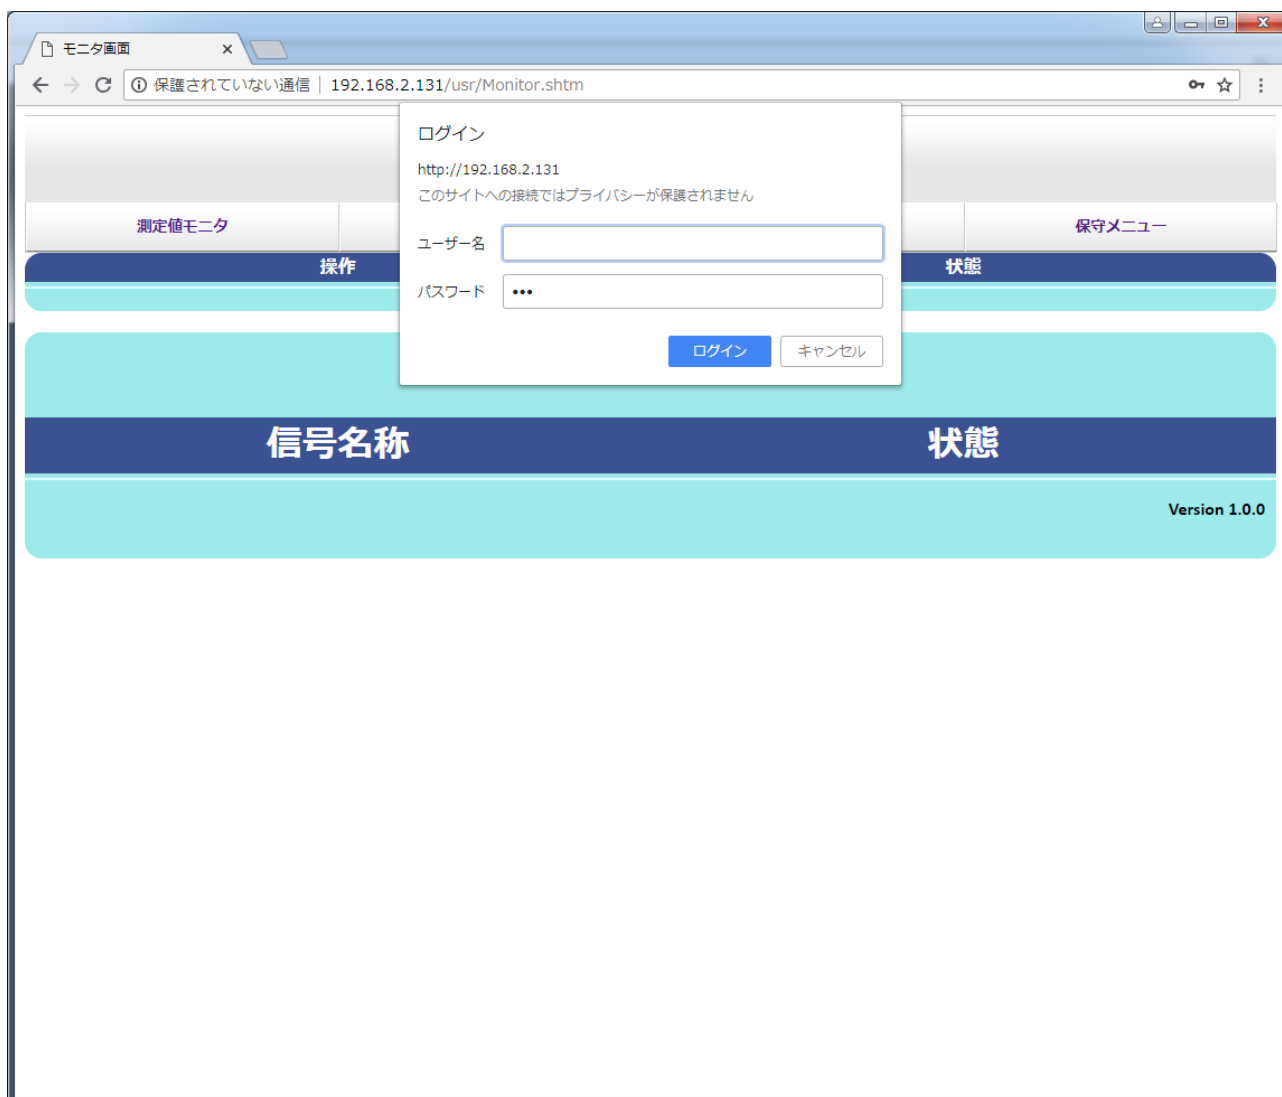 モニタ画面
保護されていない通信 | 192.168.2.131/usr/Monitor.shtm
ログイン
http://192.168.2.131
このサイトへの接続ではプライバシーが保護されません
測定値モニタ
保守メニュー
ユーザー名
操作
状態
パスワード •••
ログイン
キャンセル
信号名称
状態
Version 1.0.0